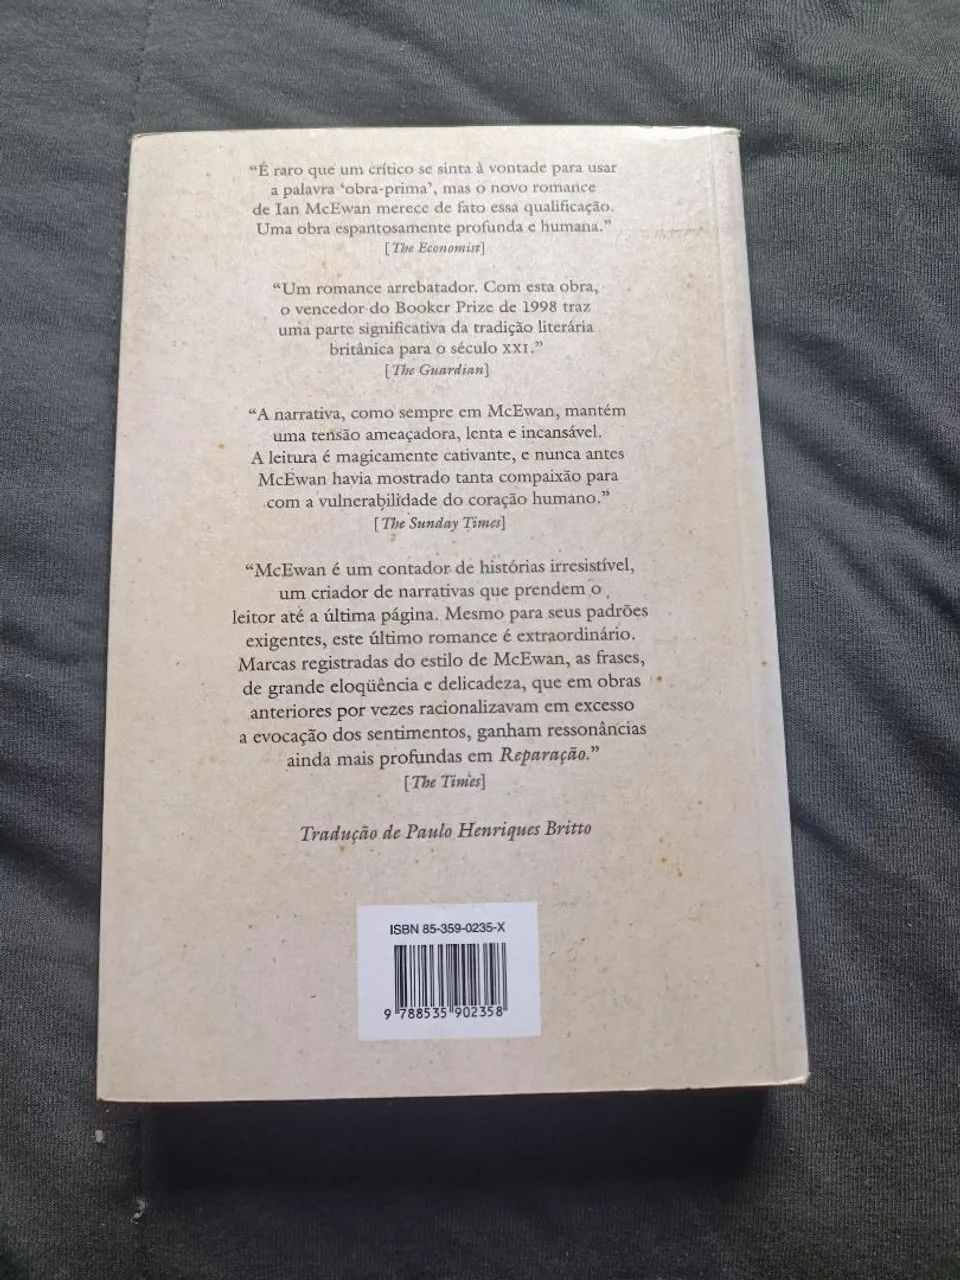 “É raro que um crítico se sinta à vontade para usar
a palavra ‘obra-prima’, mas o novo romance
de Ian McEwan merece de fato essa qualificação.
Uma obra espantosamente profunda e humana.”
[The Economist]
“Um romance arrebatador. Com esta obra,
o vencedor do Booker Prize de 1998 traz
uma parte significativa da tradição literária
britânica para o século XXI.”
[The Guardian]
“A narrativa, como sempre em McEwan, mantém
uma tensão ameaçadora, lenta e incansável.
A leitura é magicamente cativante, e nunca antes
McEwan havia mostrado tanta compaixão para
com a vulnerabilidade do coração humano.”
[The Sunday Times]
“McEwan é um contador de histórias irresistível,
um criador de narrativas que prendem o
leitor até a última página. Mesmo para seus padrões
exigentes, este último romance é extraordinário.
Marcas registradas do estilo de McEwan, as frases,
de grande eloqüência e delicadeza, que em obras
anteriores por vezes racionalizavam em excesso
a evocação dos sentimentos, ganham ressonâncias
ainda mais profundas em Reparação.”
[The Times]
Tradução de Paulo Henriques Britto
ISBN 85-359-0235-X
9 788535 902358